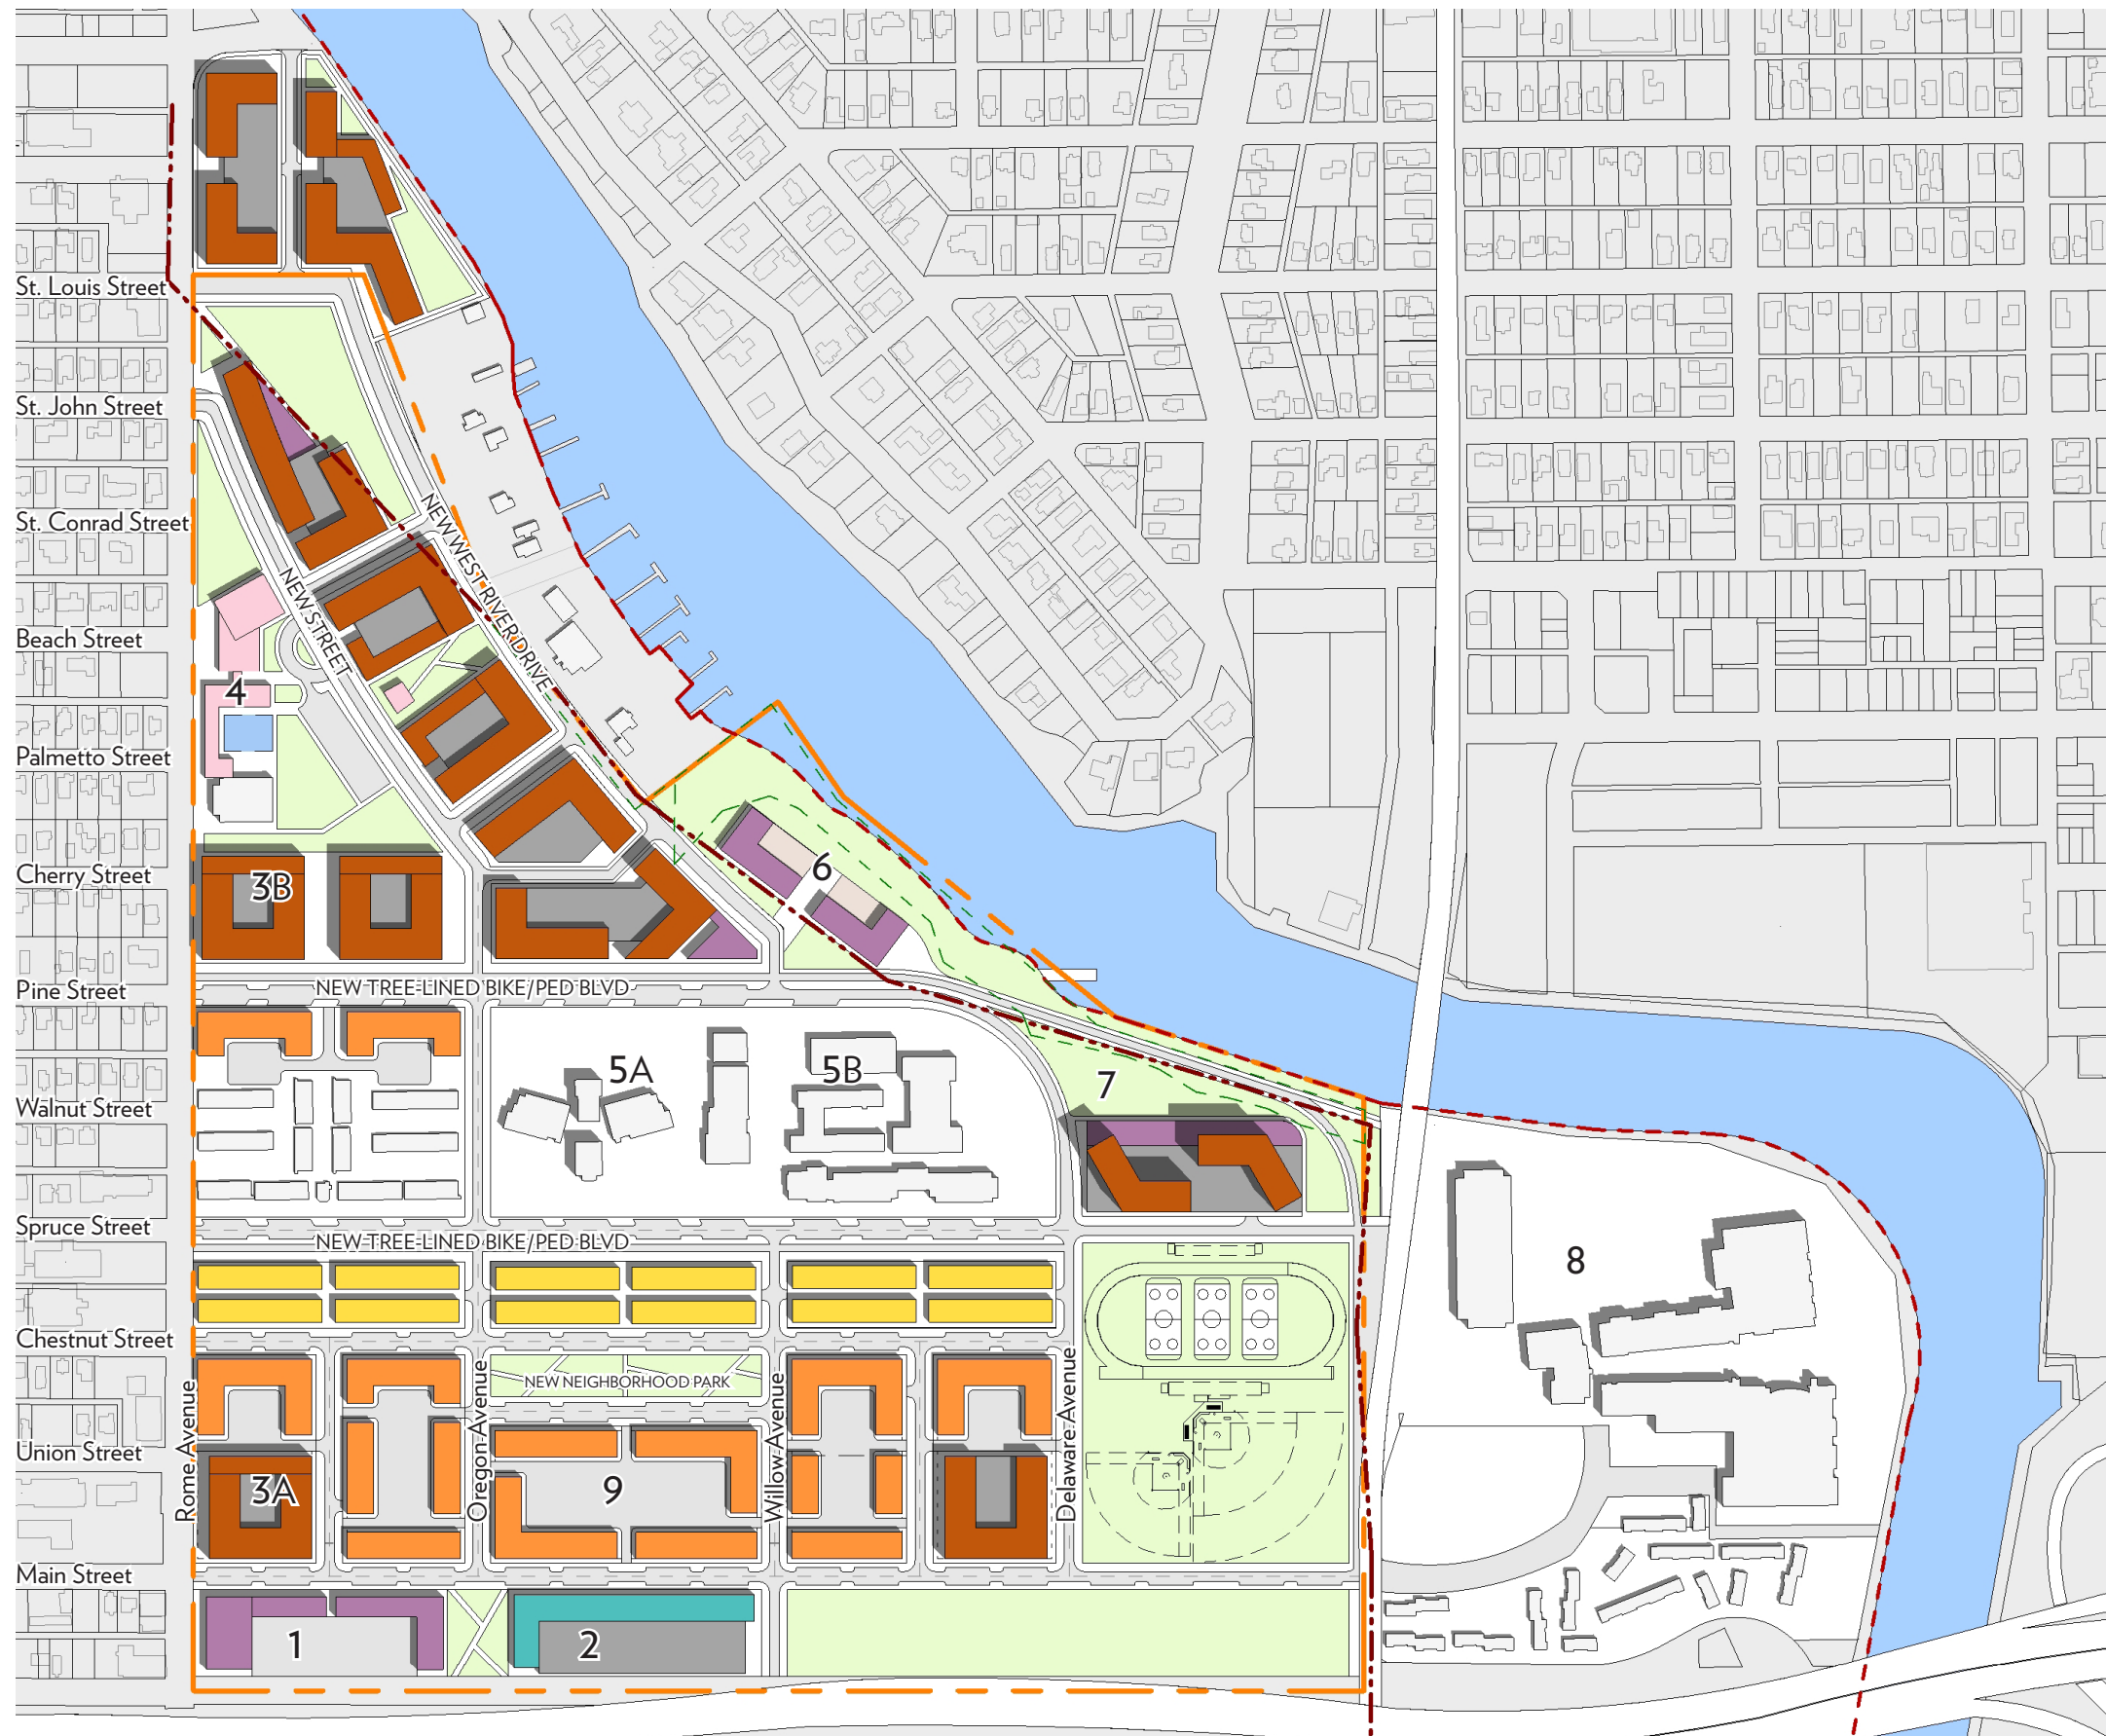 St. Louis Street
St. John Street
St. Conrad Street
NEW WEST RIVER DRIVE
NEW STREET
Beach Street
4
Palmetto Street
6
Cherry Street
3B
Pine Street
NEW TREE-LINED BIKE/PED BLVD
5A
5B
7
Walnut Street
Spruce Street
NEW TREE-LINED BIKE/PED BLVD
8
Chestnut Street
NEW NEIGHBORHOOD PARK
Rome Avenue
Oregon Avenue
Willow Avenue
Delaware Avenue
Union Street
3A
9
Main Street
1
2